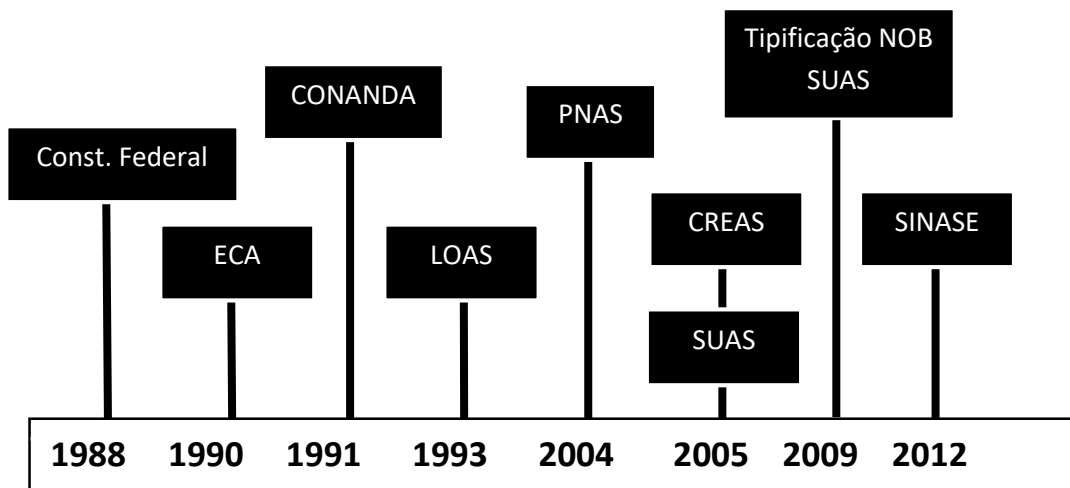 Tipificação NOB
SUAS
CONANDA
PNAS
Const. Federal
CREAS
SINASE
ECA
LOAS
SUAS
1988 1990 1991 1993 2004 2005 2009 2012